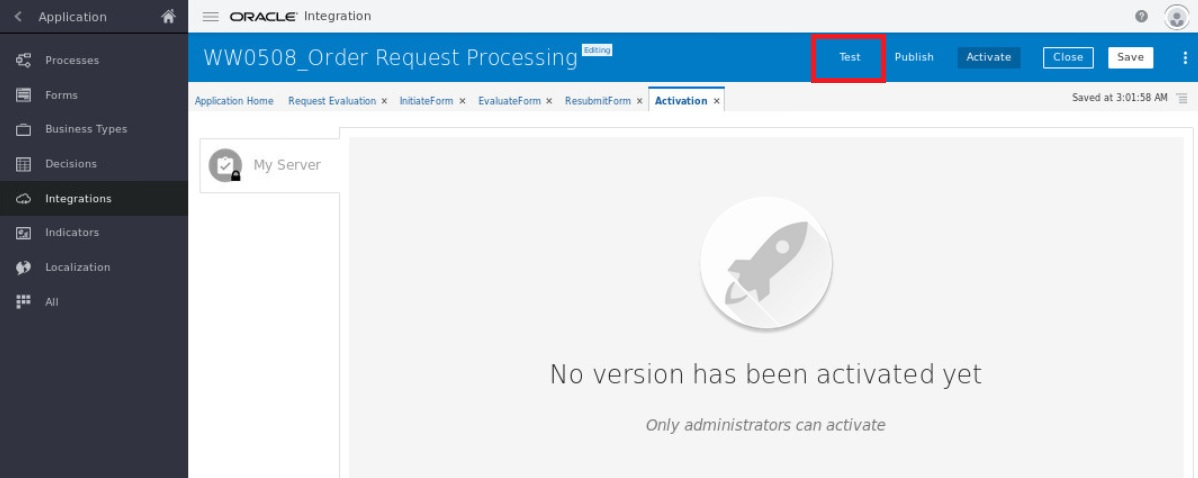 Application
ORACLE Integration
WW0508_Order Request Processing Editing
Test Publish Activate Close Save
Application Home Request Evaluation × InitiateForm × EvaluateForm × ResubmitForm × Activation ×
Saved at 3:01:58 AM
Processes
Forms
Business Types
Decisions
Integrations
Indicators
Localization
All
My Server
No version has been activated yet
Only administrators can activate